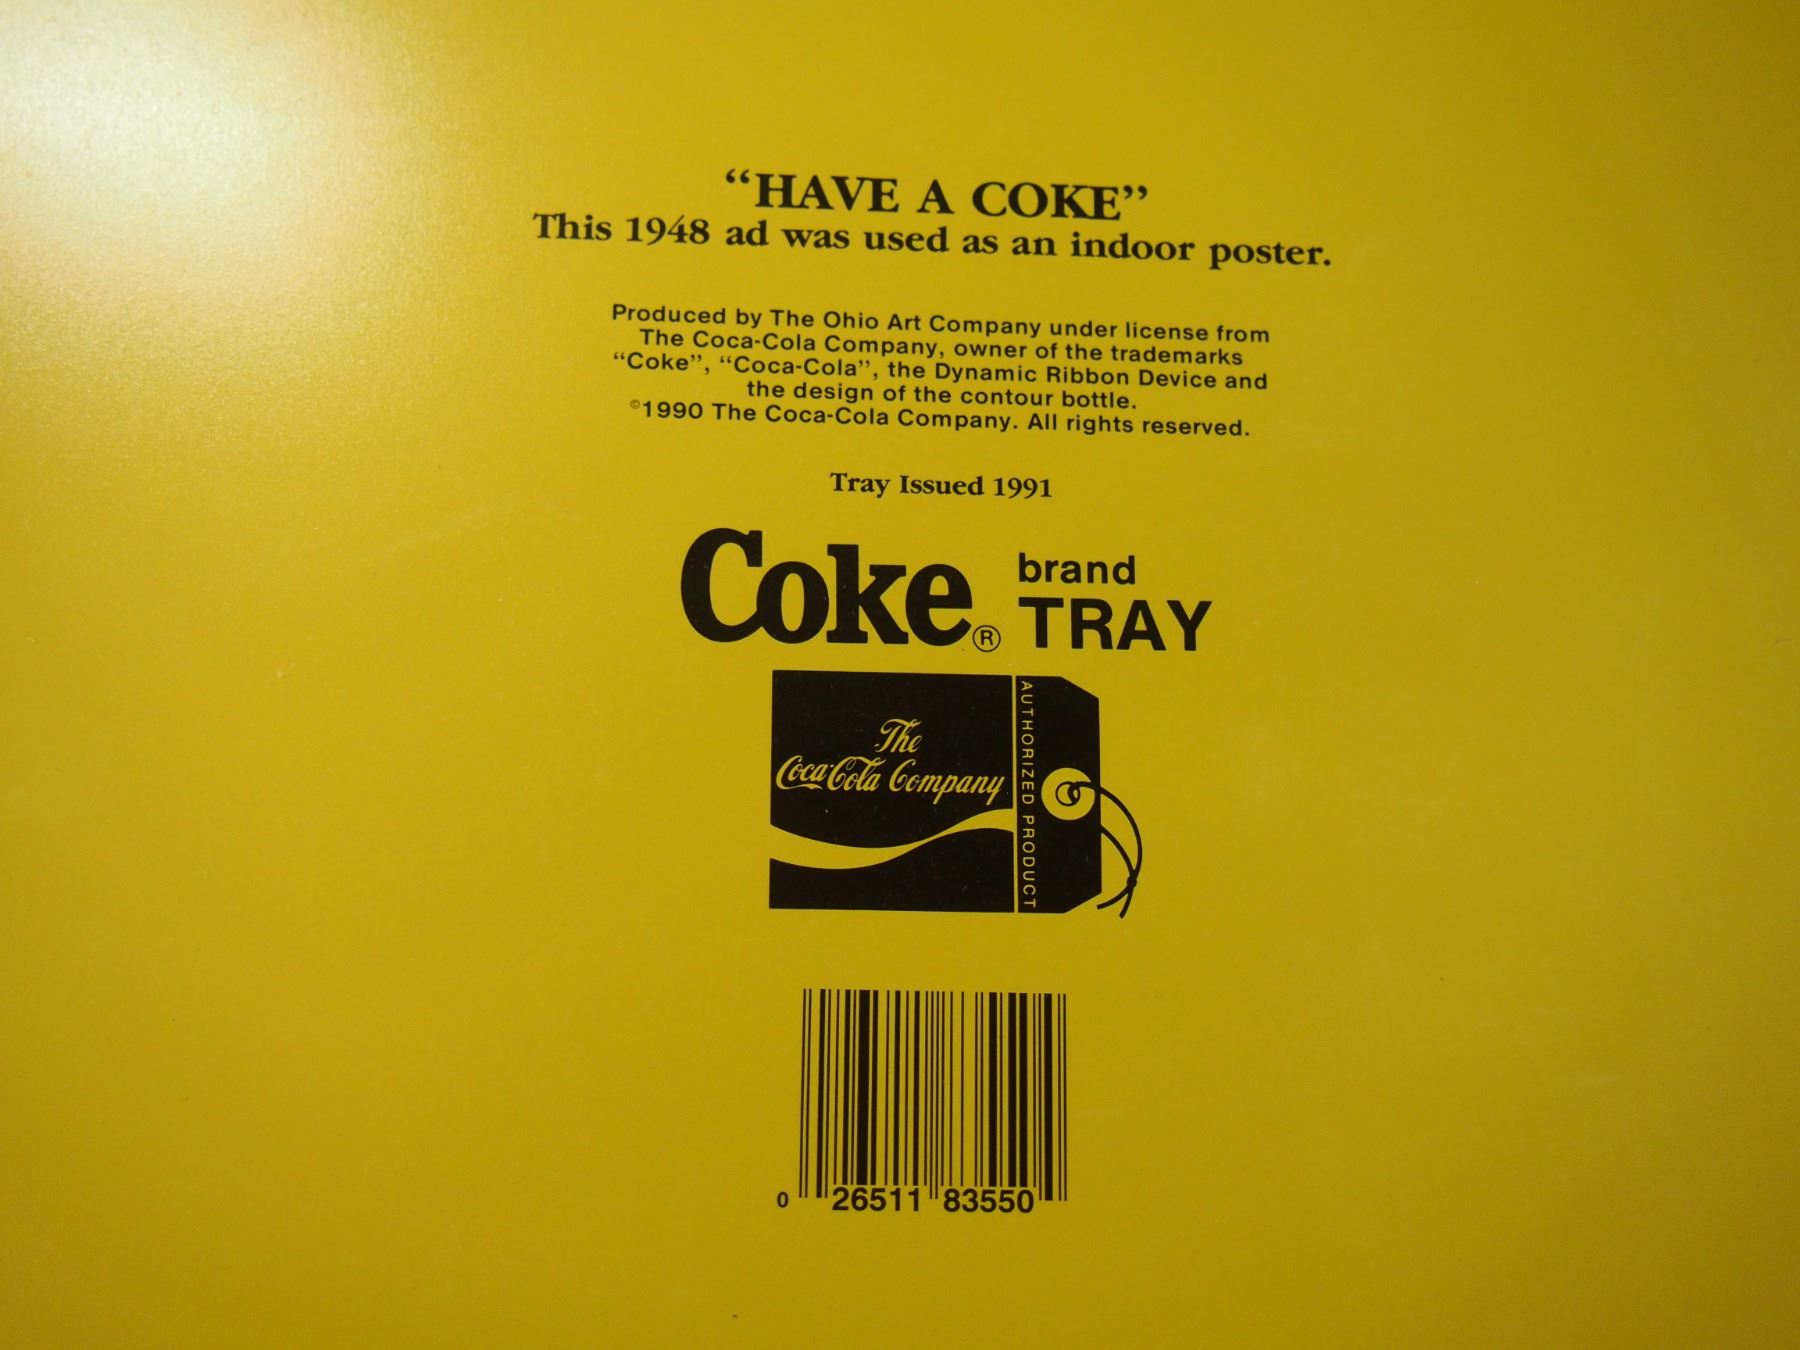 “HAVE A COKE”
This 1948 ad was used as an indoor poster.
Produced by The Ohio Art Company under license from
The Coca-Cola Company, owner of the trademarks
“Coke”, “Coca-Cola”, the Dynamic Ribbon Device and
the design of the contour bottle.
©1990 The Coca-Cola Company. All rights reserved.
Tray Issued 1991
Coke® brand
TRAY
The
Coca-Cola Company
AUTHORIZED PRODUCT
0 26511 83550